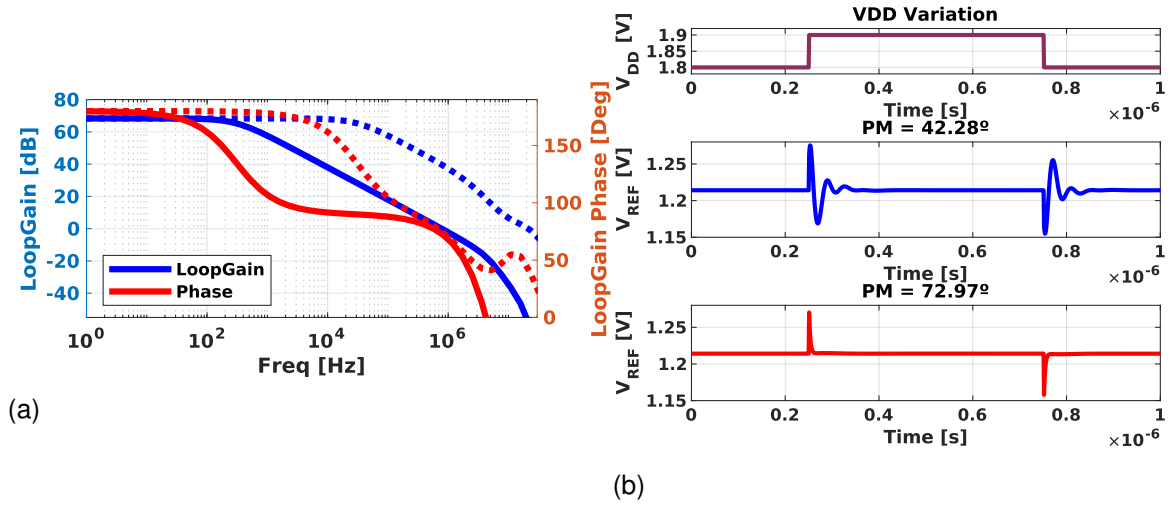 80
60
40
20
0
-20
-40
LoopGain [dB]
150
100
50
0
LoopGain Phase [Deg]
LoopGain
Phase
10^0
10^2
10^4
10^6
Freq [Hz]
(a)
VDD Variation
V_DD [V]
1.9
1.85
1.8
0 0.2 0.4 0.6 0.8 1
Time [s]
×10^-6
PM = 42.28º
V_REF [V]
1.25
1.2
1.15
0 0.2 0.4 0.6 0.8 1
Time [s]
×10^-6
PM = 72.97º
V_REF [V]
1.25
1.2
1.15
0 0.2 0.4 0.6 0.8 1
Time [s]
×10^-6
(b)